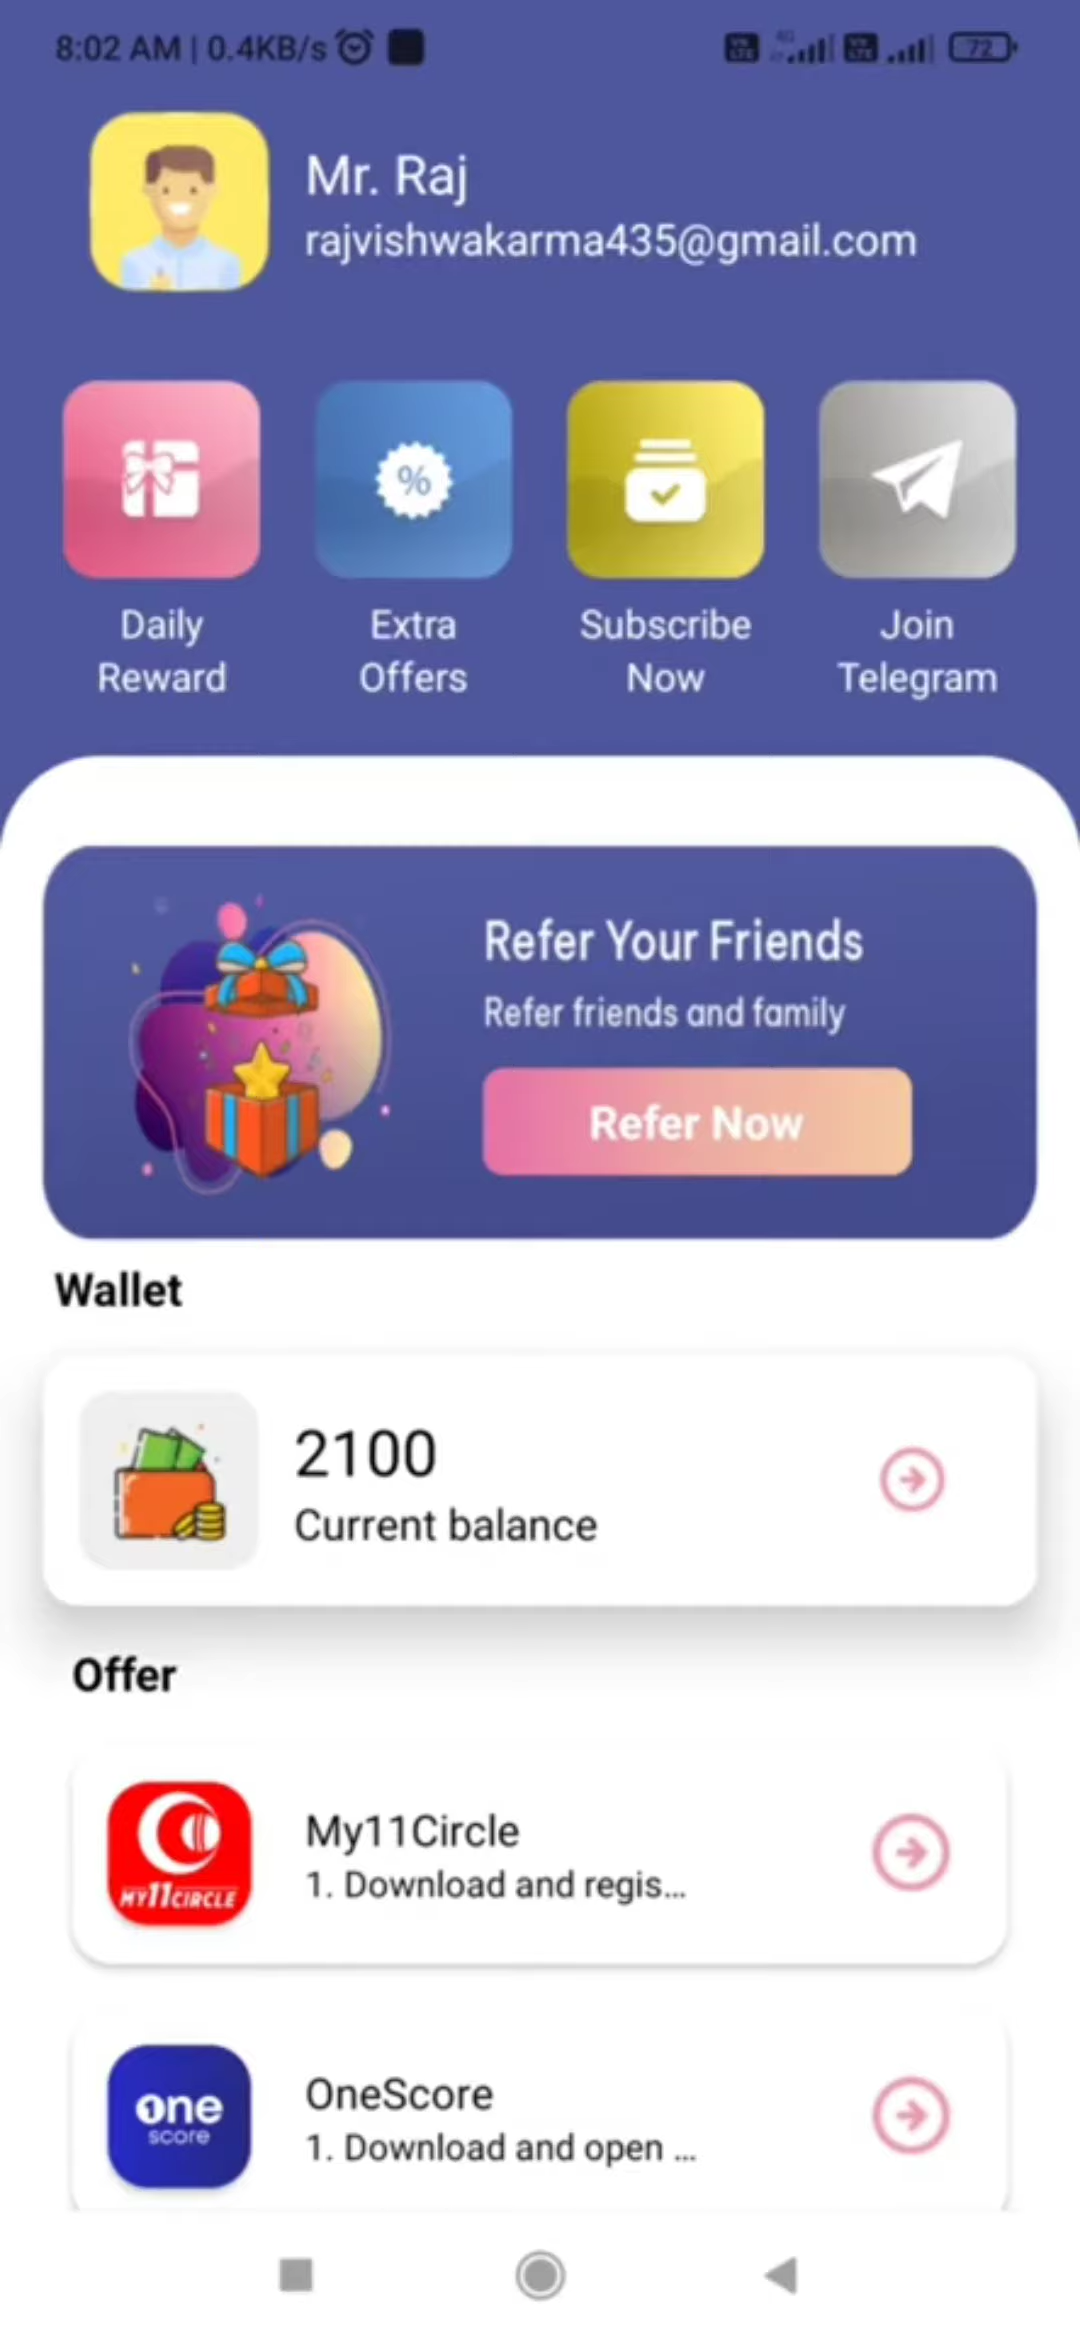 8:02 AM | 0.4KB/s
4G
72
Mr. Raj
rajvishwakarma435@gmail.com
%
Daily
Reward
Extra
Offers
Subscribe
Now
Join
Telegram
Refer Your Friends
Refer friends and family
Refer Now
Wallet
2100
Current balance
Offer
My11Circle
1. Download and regis...
MY11CIRCLE
OneScore
1. Download and open ...
one
score